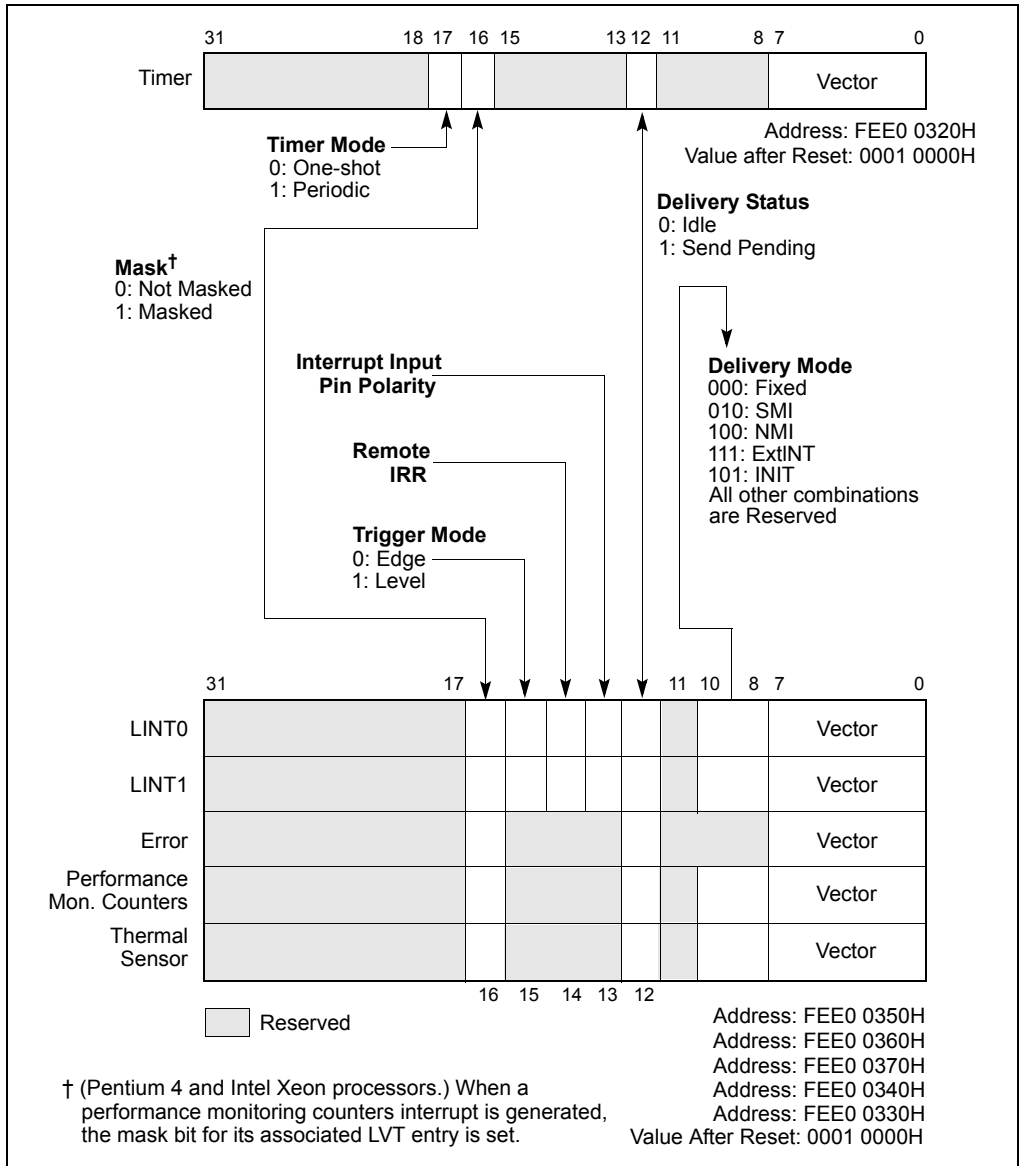 31 18 17 16 15 13 12 11 8 7 0
Timer Vector
Address: FEE0 0320H
Value after Reset: 0001 0000H
Timer Mode
0: One-shot
1: Periodic
Delivery Status
0: Idle
1: Send Pending
Mask†
0: Not Masked
1: Masked
Interrupt Input
Pin Polarity
Delivery Mode
000: Fixed
010: SMI
100: NMI
111: ExtlNT
101: INIT
All other combinations
are Reserved
Remote
IRR
Trigger Mode
0: Edge
1: Level
31 17 11 10 8 7 0
LINT0 Vector
LINT1 Vector
Error Vector
Performance
Mon. Counters Vector
Thermal
Sensor Vector
16 15 14 13 12
Reserved
Address: FEE0 0350H
Address: FEE0 0360H
Address: FEE0 0370H
Address: FEE0 0340H
Address: FEE0 0330H
Value After Reset: 0001 0000H
† (Pentium 4 and Intel Xeon processors.) When a
performance monitoring counters interrupt is generated,
the mask bit for its associated LVT entry is set.